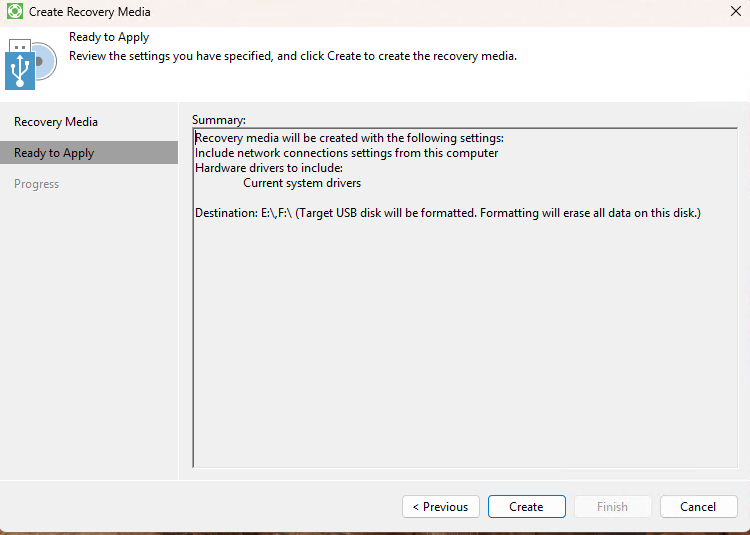 Create Recovery Media
Ready to Apply
Review the settings you have specified, and click Create to create the recovery media.
Recovery Media
Ready to Apply
Progress
Summary:
Recovery media will be created with the following settings:
Include network connections settings from this computer
Hardware drivers to include:
Current system drivers
Destination: E:\,F:\ (Target USB disk will be formatted. Formatting will erase all data on this disk.)
< Previous
Create
Finish
Cancel